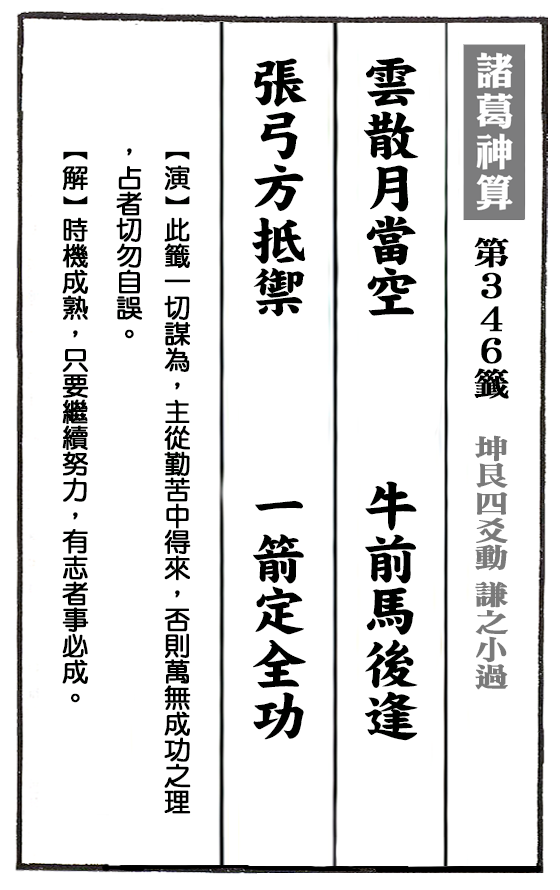 諸葛神算 第346籤 坤艮四爻動 謙之小過
雲散月當空 牛前馬後逢
張弓方抵禦 一箭定全功
【演】此籤一切謀為，主從勤苦中得來，否則萬無成功之理
，占者切勿自誤。
【解】時機成熟，只要繼續努力，有志者事必成。